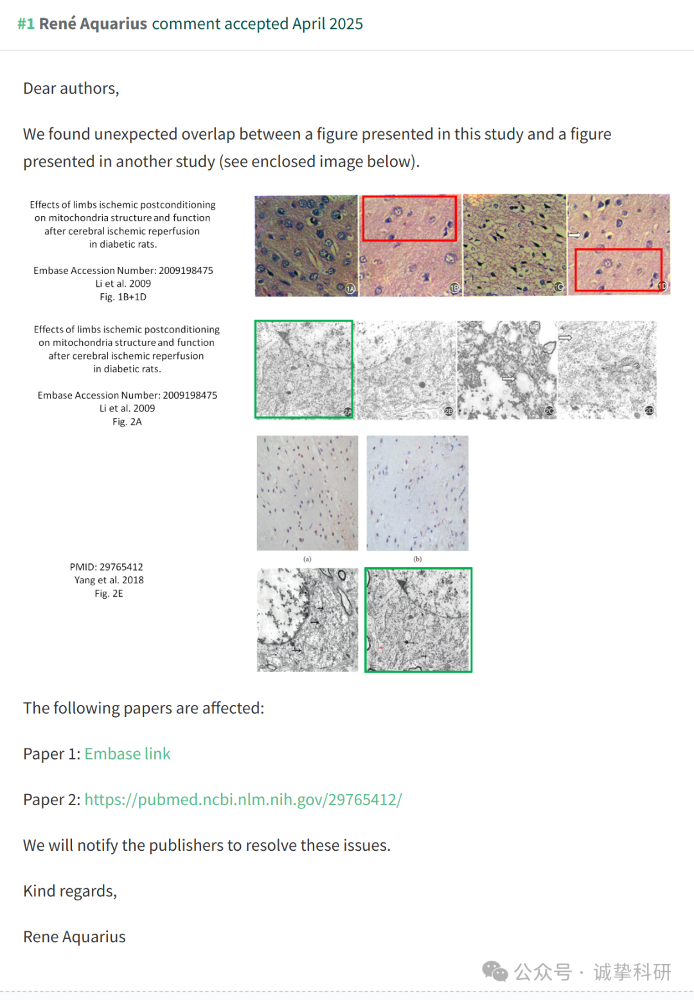 #1 René Aquarius comment accepted April 2025
Dear authors,
We found unexpected overlap between a figure presented in this study and a figure
presented in another study (see enclosed image below).
Effects of limbs ischemic postconditioning
on mitochondria structure and function
after cerebral ischemic reperfusion
in diabetic rats.
Embase Accession Number: 2009198475
Li et al. 2009
Fig. 1B+1D
1A
1B
1C
1D
Effects of limbs ischemic postconditioning
on mitochondria structure and function
after cerebral ischemic reperfusion
in diabetic rats.
Embase Accession Number: 2009198475
Li et al. 2009
Fig. 2A
2A
2B
2C
2D
(a)
(b)
PMID: 29765412
Yang et al. 2018
Fig. 2E
The following papers are affected:
Paper 1: Embase link
Paper 2: https://pubmed.ncbi.nlm.nih.gov/29765412/
We will notify the publishers to resolve these issues.
Kind regards,
Rene Aquarius
公众号 · 诚挚科研